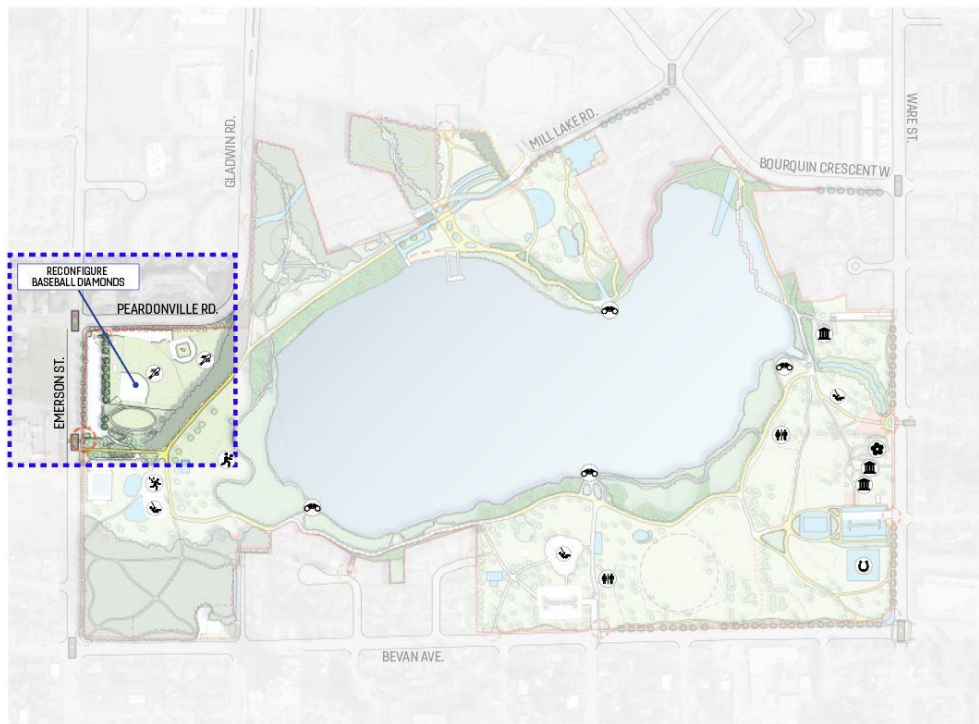 MILL LAKE RD.
WARE ST.
GLADWIN RD.
BOURQUIN CRESCENT W
RECONFIGURE
BASEBALL DIAMONDS
PEARDONVILLE RD.
EMERSON ST.
BEVAN AVE.